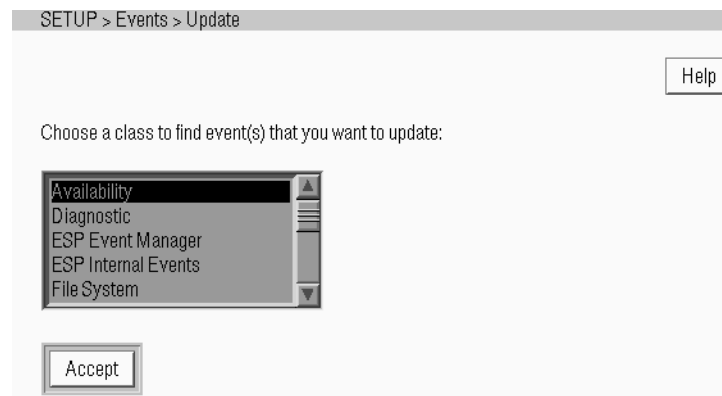 SETUP > Events > Update
Help
Choose a class to find event(s) that you want to update:
Availability
Diagnostic
ESP Event Manager
ESP Internal Events
File System
Accept